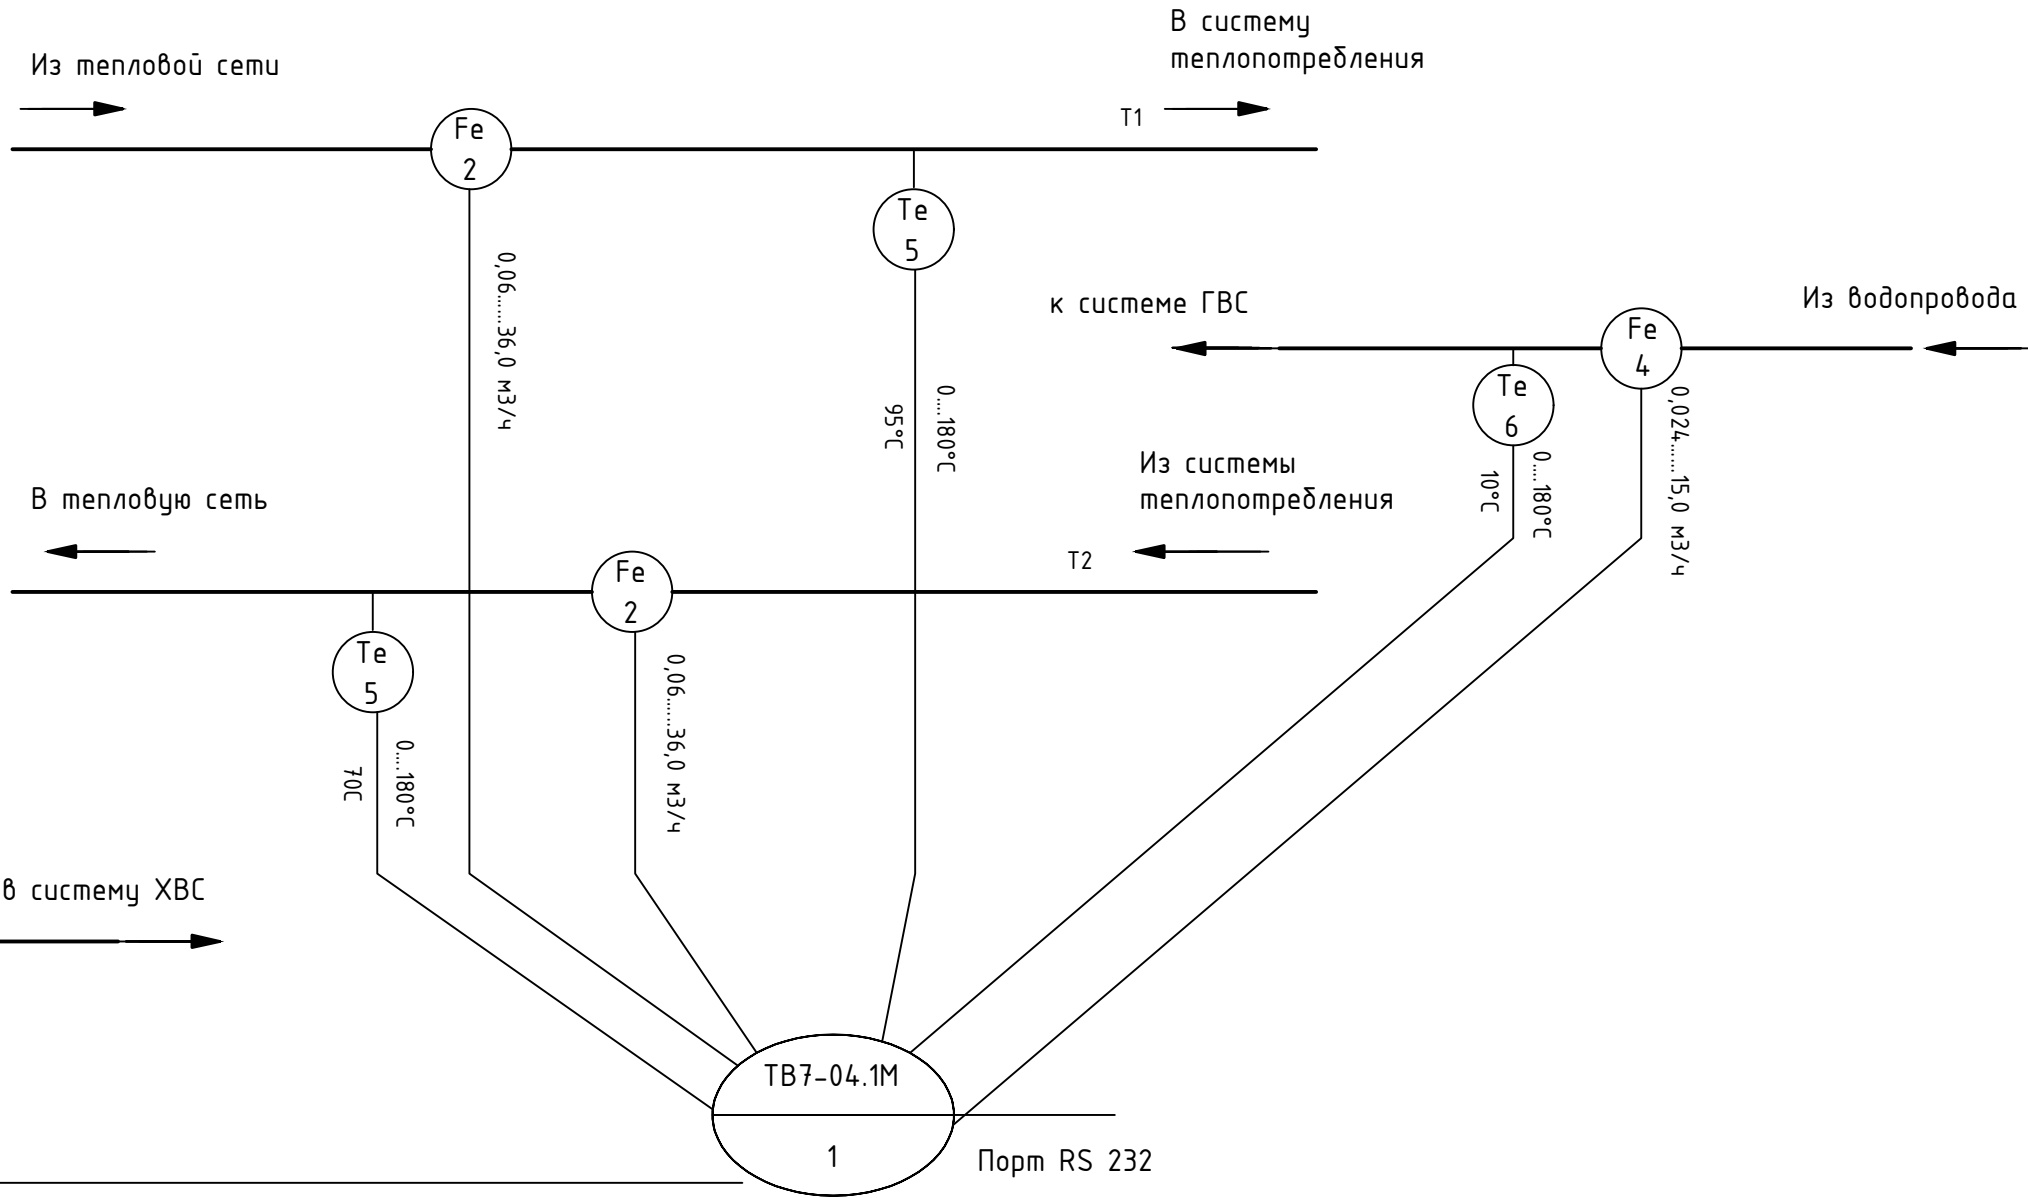 В систему
теплопотребления
Из тепловой сети
T1
Fe
2
Te
5
0,06.......36,0 м3/ч
0....180°C
95°C
к системе ГВС
Из водопровода
Fe
4
Te
6
0,024.......15,0 м3/ч
0....180°C
10°C
Из системы
теплопотребления
В тепловую сеть
T2
Fe
2
Te
5
0,06.......36,0 м3/ч
0....180°C
70C
в систему ХВС
ТВ7-04.1М
1
Порт RS 232